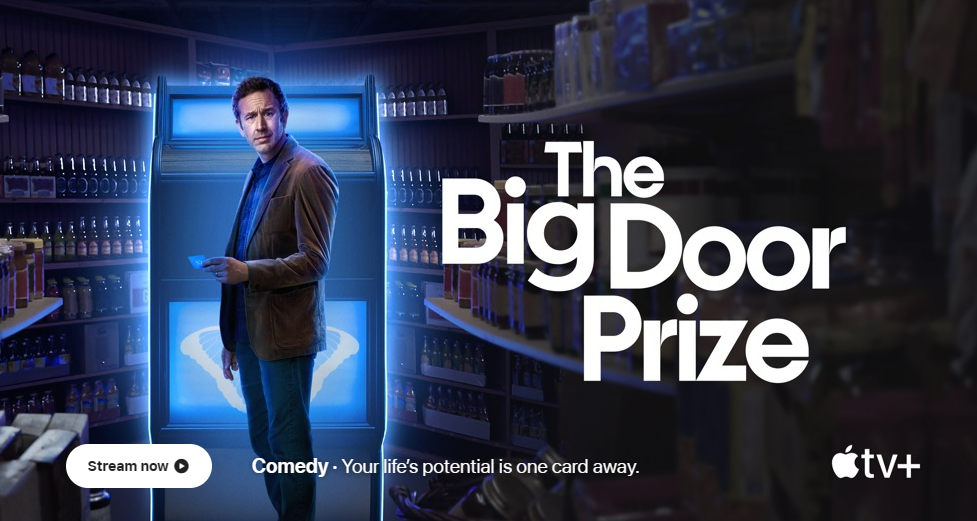 The
Big Door
Prize
Stream now
Comedy · Your life’s potential is one card away.
tv+